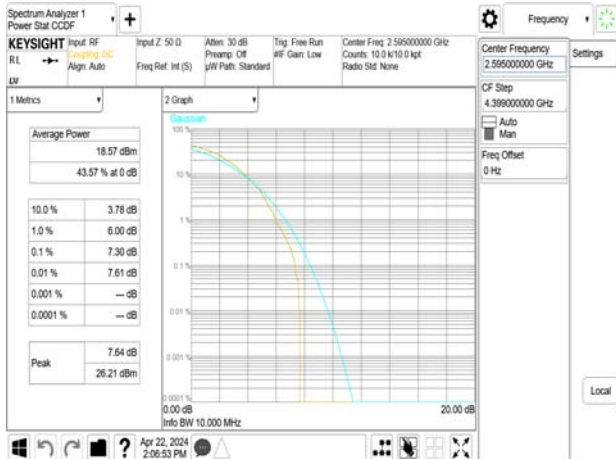 Spectrum Analyzer 1
Power Stat CCDF
Frequency
KEYSIGHT
RL
Input: RF
Coupling: DC
Align: Auto
Input Z: 50 Ω
Freq Ref: Int (S)
Atten: 30 dB
Preamp: Off
µW Path: Standard
Trig: Free Run
#IF Gain: Low
Center Freq: 2.595000000 GHz
Counts: 10.0 k/10.0 kpt
Radio Std: None
Center Frequency
2.595000000 GHz
Settings
CF Step
4.399000000 GHz
Auto
Man
Freq Offset
0 Hz
Local
1 Metrics
Average Power
18.57 dBm
43.57 % at 0 dB
10.0 % 3.78 dB
1.0 % 6.00 dB
0.1 % 7.30 dB
0.01 % 7.61 dB
0.001 % --- dB
0.0001 % --- dB
Peak
7.64 dB
26.21 dBm
2 Graph
Gaussian
100 %
10 %
1 %
0.1 %
0.01 %
0.001 %
0.0001 %
0.00 dB
20.00 dB
Info BW 10.000 MHz
?
Apr 22, 2024
2:06:53 PM